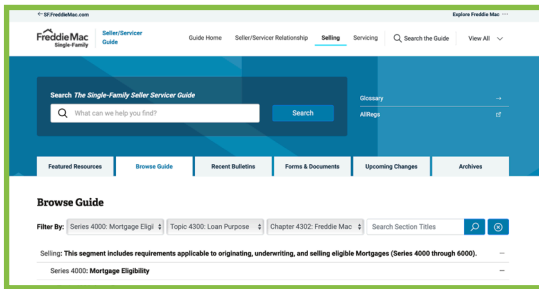 ← SF.FreddieMac.com
Explore Freddie Mac
Freddie Mac
Single-Family
Seller/Servicer
Guide
Guide Home
Seller/Servicer Relationship
Selling
Servicing
Search the Guide
View All
Search The Single-Family Seller Servicer Guide
What can we help you find?
Search
Glossary →
AllRegs
Featured Resources
Browse Guide
Recent Bulletins
Forms & Documents
Upcoming Changes
Archives
Browse Guide
Filter By:
Series 4000: Mortgage Eligi
Topic 4300: Loan Purpose
Chapter 4302: Freddie Mac
Search Section Titles
Selling: This segment includes requirements applicable to originating, underwriting, and selling eligible Mortgages (Series 4000 through 6000).
Series 4000: Mortgage Eligibility